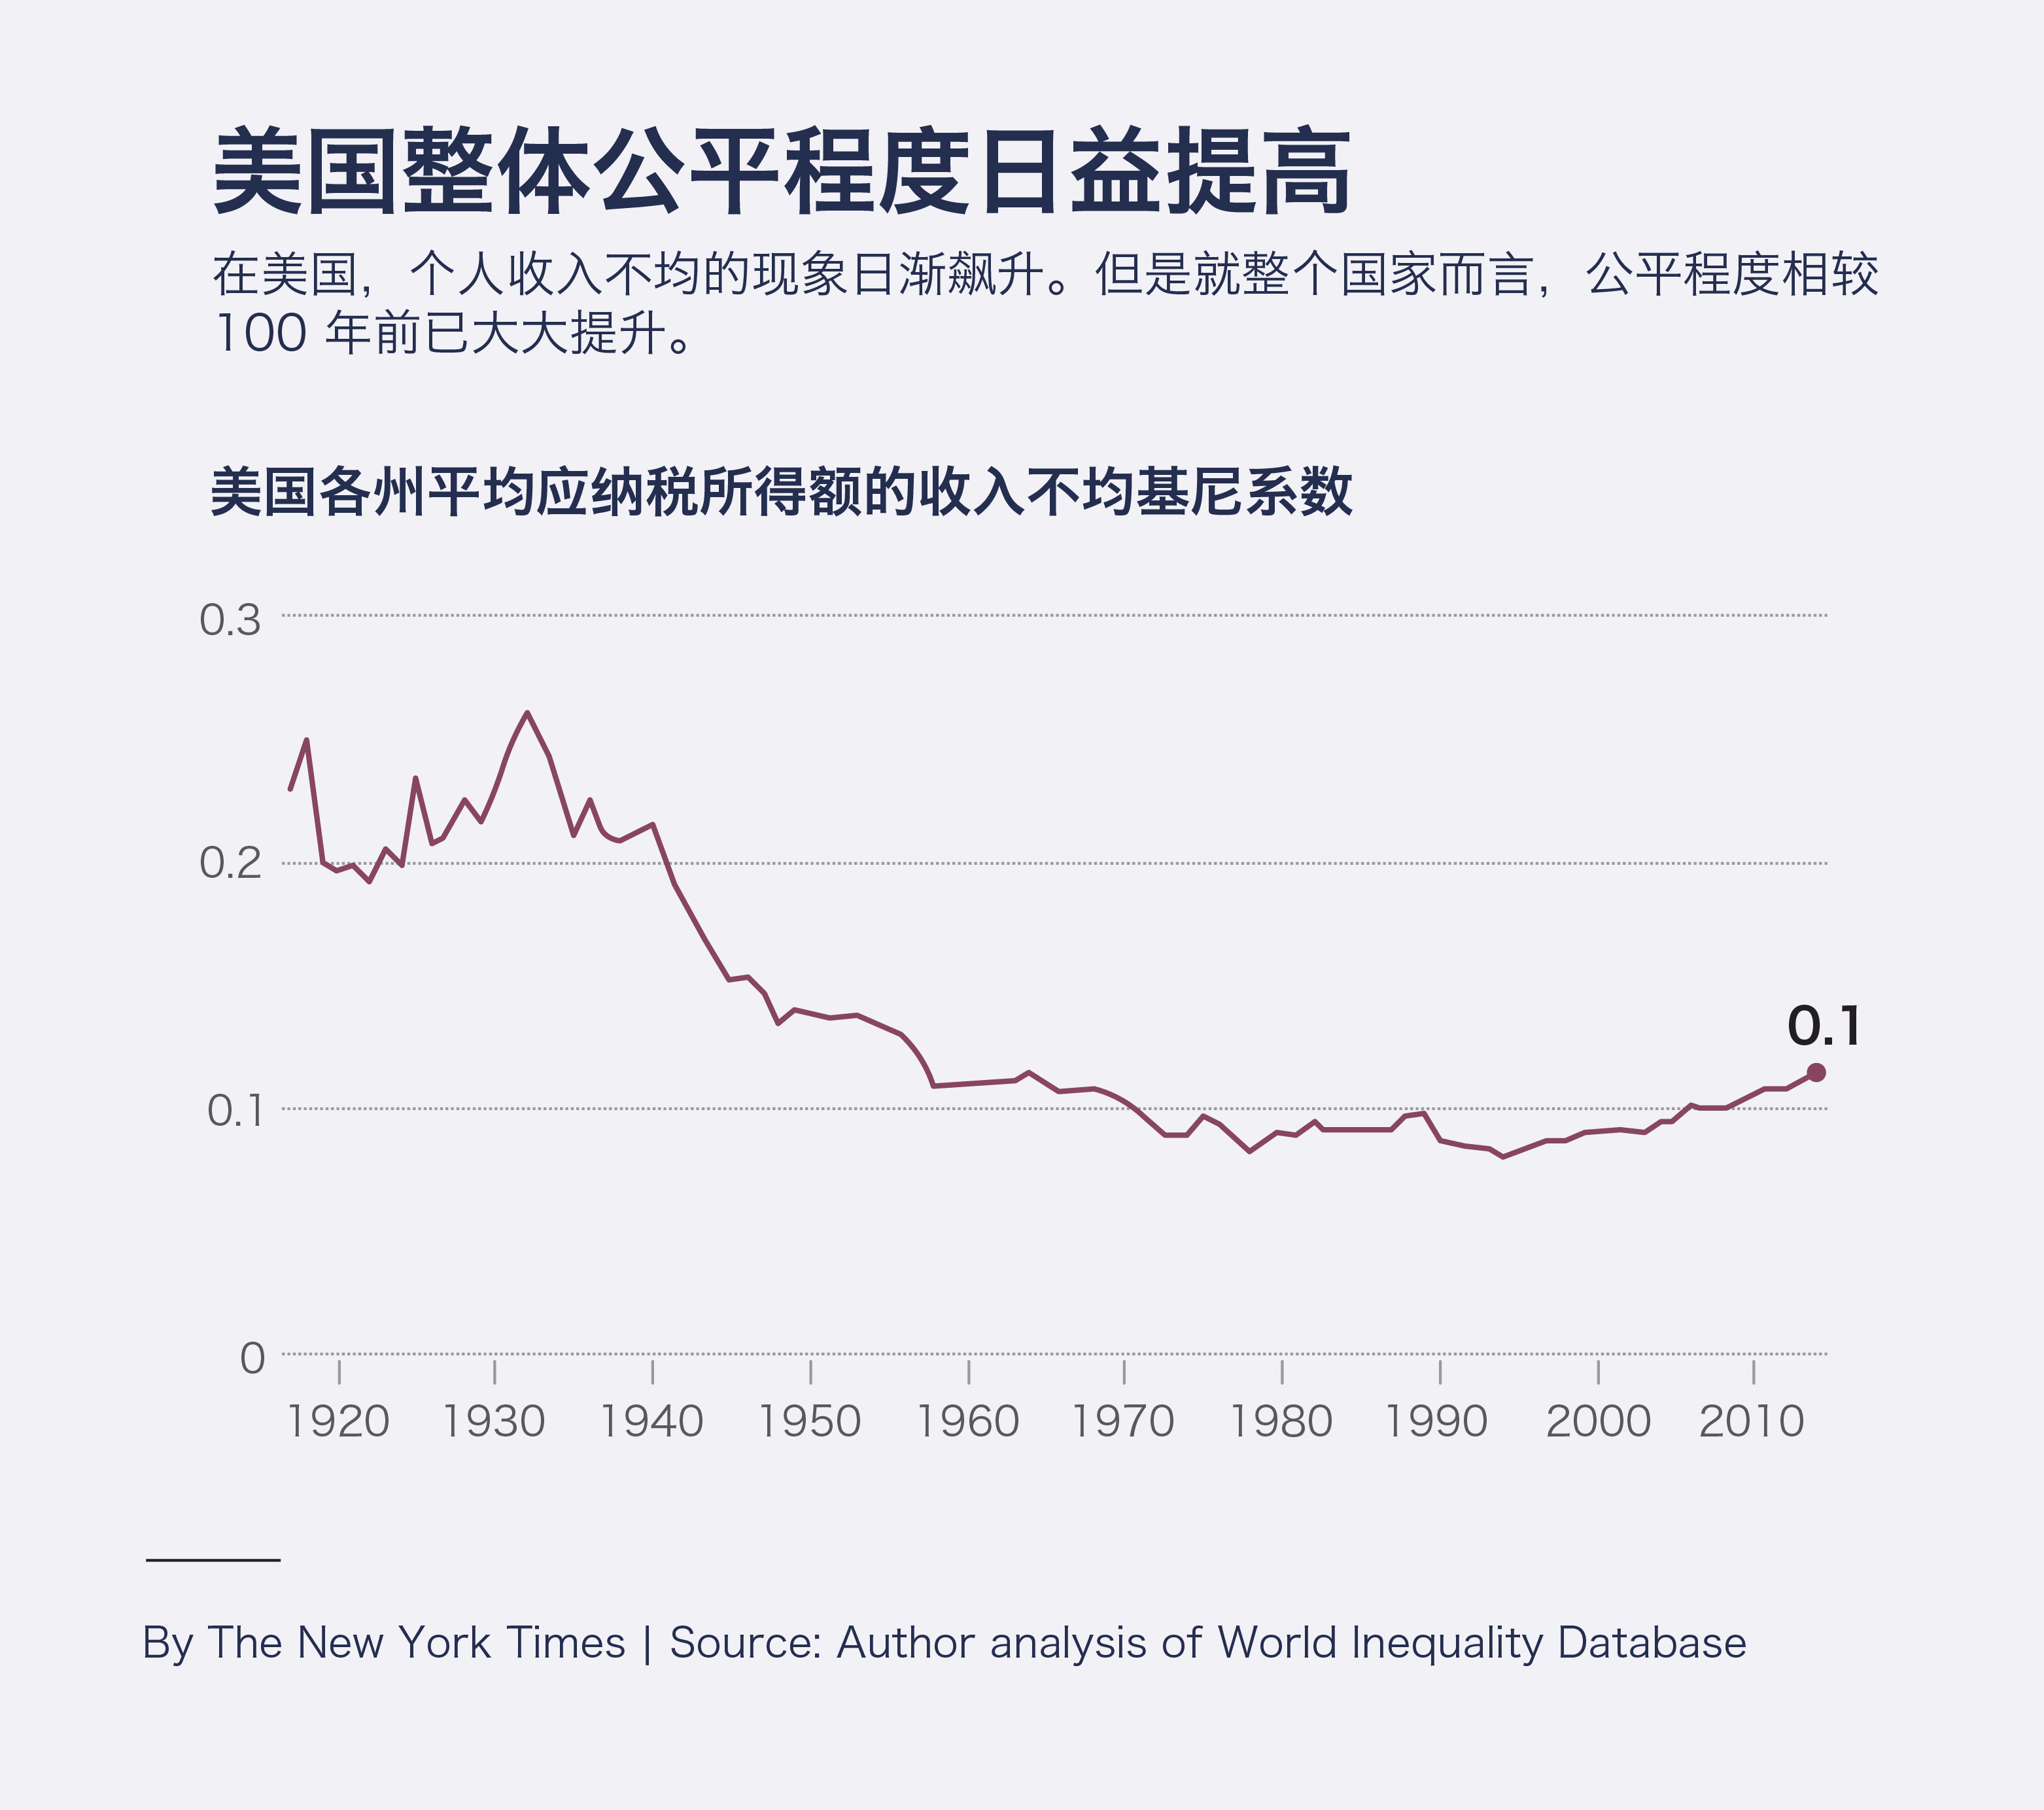 美国整体公平程度日益提高
在美国，个人收入不均的现象日渐飙升。但是就整个国家而言，公平程度相较
100 年前已大大提升。
美国各州平均应纳税所得额的收入不均基尼系数
0.3
0.2
0.1
0.1
0
1920 1930 1940 1950 1960 1970 1980 1990 2000 2010
By The New York Times | Source: Author analysis of World Inequality Database